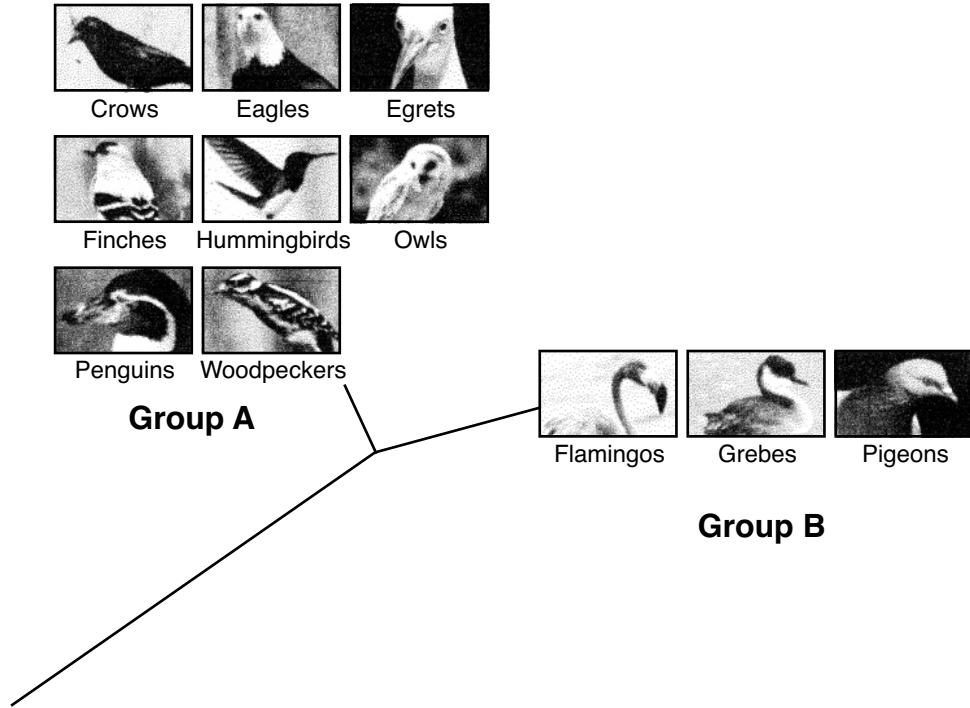 Crows Eagles Egrets
Finches Hummingbirds Owls
Penguins Woodpeckers
Group A
Flamingos Grebes Pigeons
Group B